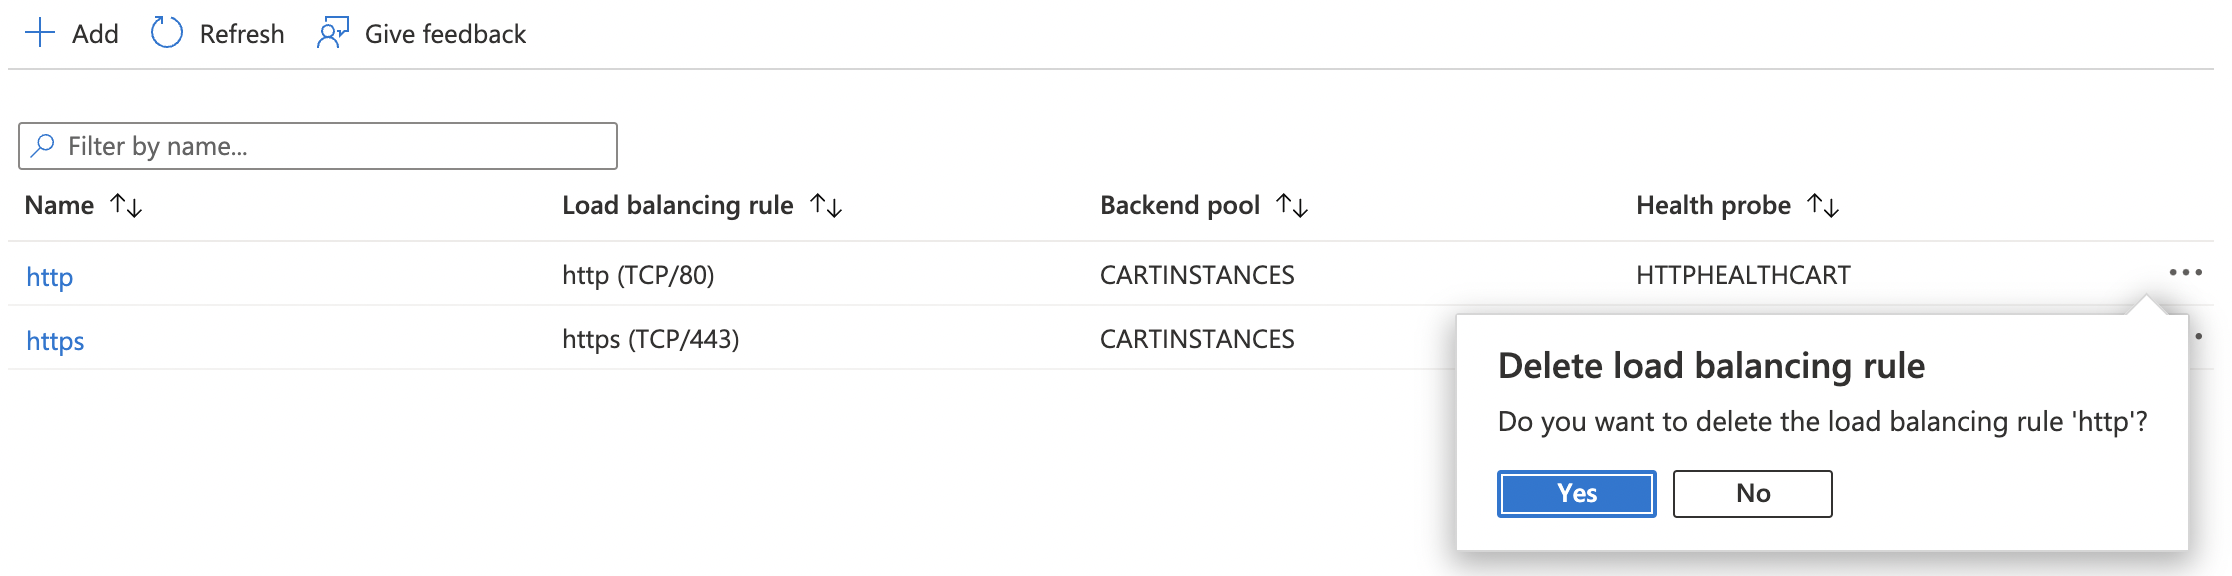 Add Refresh Give feedback
Filter by name...
Name Load balancing rule Backend pool Health probe
http http (TCP/80) CARTINSTANCES HTTPHEALTHCART
https https (TCP/443) CARTINSTANCES
Delete load balancing rule
Do you want to delete the load balancing rule 'http'?
Yes No